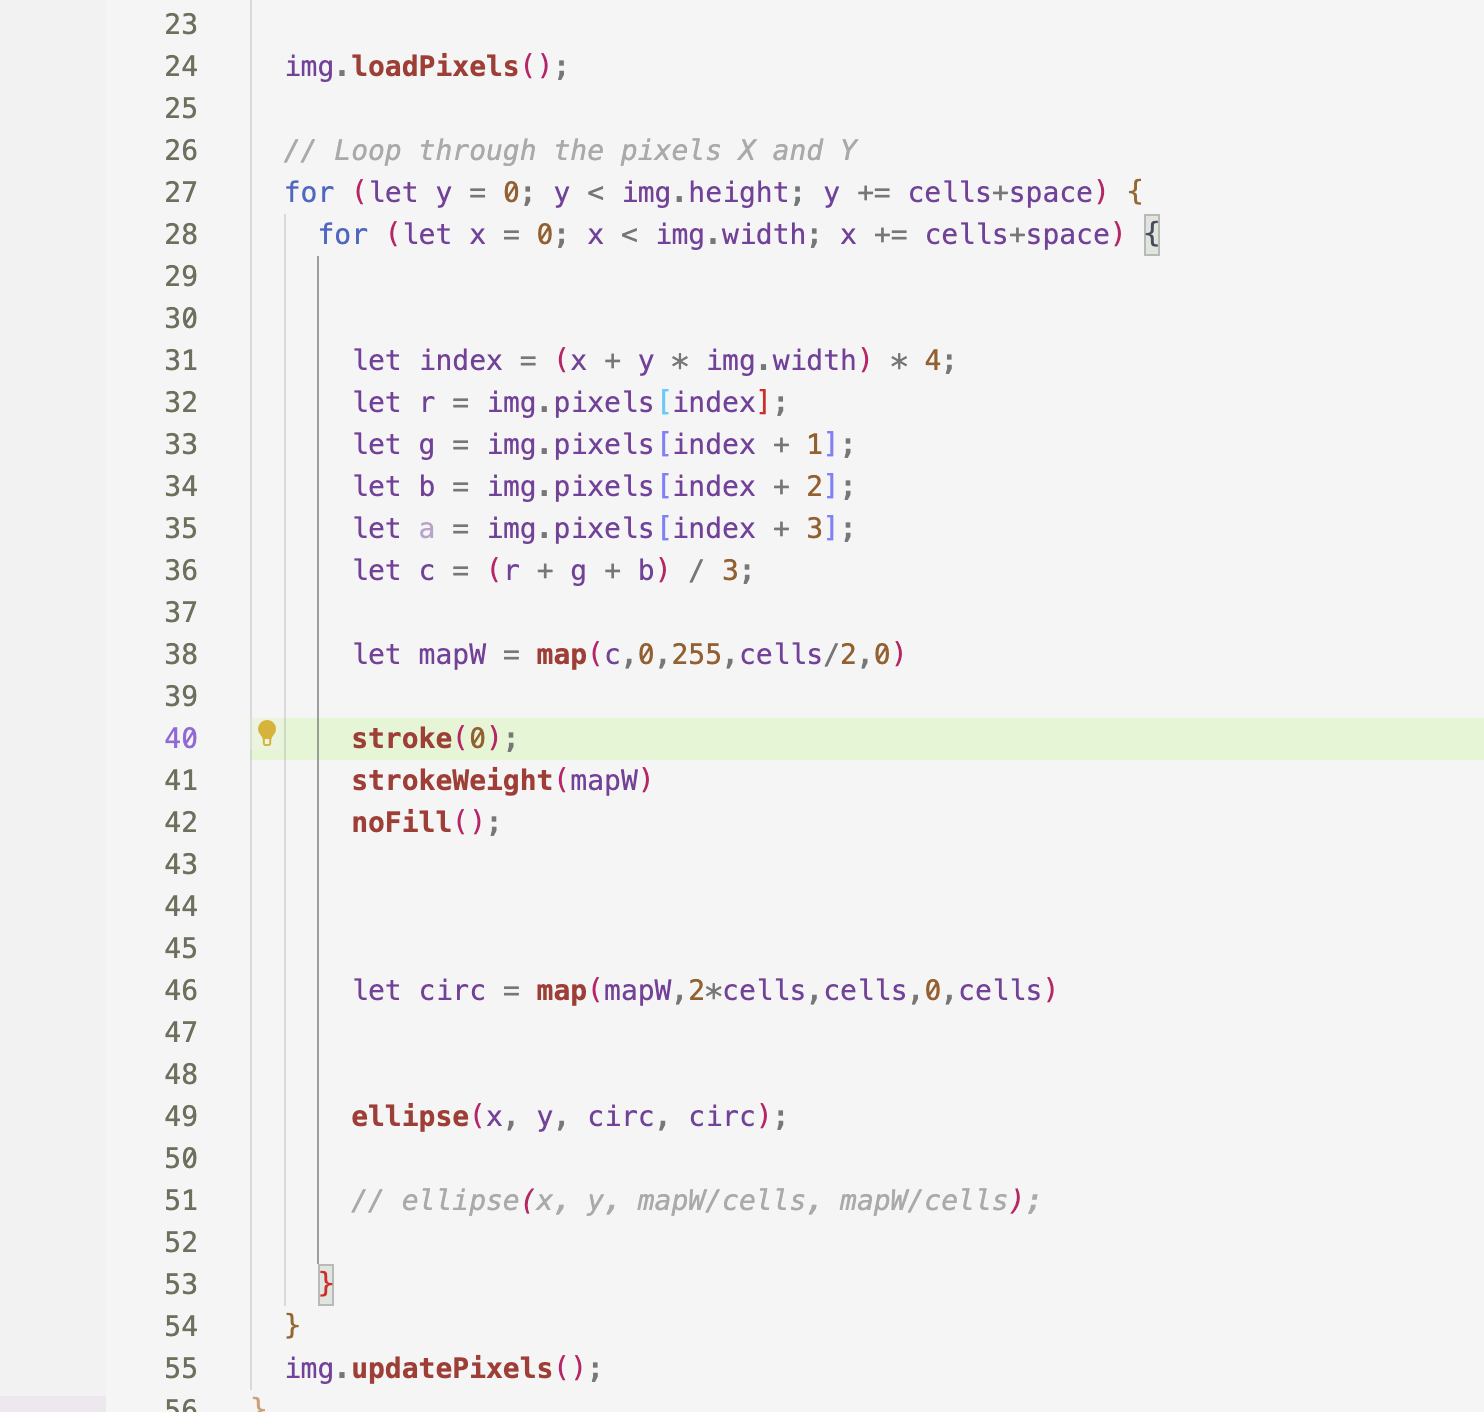 23
24 img.loadPixels();
25
26 // Loop through the pixels X and Y
27 for (let y = 0; y < img.height; y += cells+space) {
28 for (let x = 0; x < img.width; x += cells+space) {
29
30
31 let index = (x + y * img.width) * 4;
32 let r = img.pixels[index];
33 let g = img.pixels[index + 1];
34 let b = img.pixels[index + 2];
35 let a = img.pixels[index + 3];
36 let c = (r + g + b) / 3;
37
38 let mapW = map(c,0,255,cells/2,0)
39
40 stroke(0);
41 strokeWeight(mapW)
42 noFill();
43
44
45
46 let circ = map(mapW,2*cells,cells,0,cells)
47
48
49 ellipse(x, y, circ, circ);
50
51 // ellipse(x, y, mapW/cells, mapW/cells);
52
53 }
54 }
55 img.updatePixels();
56 }